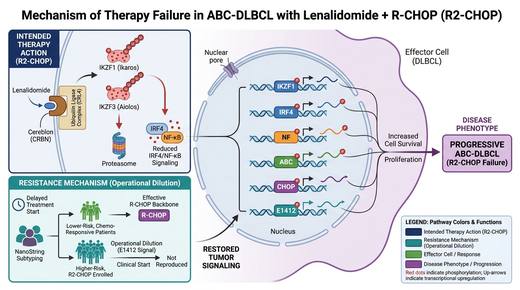 Mechanism of Therapy Failure in ABC-DLBCL with Lenalidomide + R-CHOP (R2-CHOP)
INTENDED
THERAPY
ACTION
(R2-CHOP)
Lenalidomide
Cereblon
(CRBN)
Ubiquitin Ligase
Complex (CRL4)
IKZF1 (Ikaros)
IKZF3 (Aiolos)
Proteasome
IRF4
NF-κB
Reduced
IRF4/NF-κB
Signaling
RESISTANCE MECHANISM (Operational Dilution)
Delayed
Treatment
Start
NanoString
Subtyping
Lower-Risk, Chemo-
Responsive Patients
Effective
R-CHOP Backbone
R-CHOP
Higher-Risk,
R2-CHOP Enrolled
Operational Dilution
(E1412 Signal)
Clinical Start
Not
Reproduced
RESTORED
TUMOR
SIGNALING
Nuclear
pore
IKZF1
IRF4
NF
ABC
CHOP
E1412
Nucleus
Effector Cell
(DLBCL)
Increased
Cell Survival
Proliferation
DISEASE
PHENOTYPE
PROGRESSIVE
ABC-DLBCL
(R2-CHOP Failure)
LEGEND: Pathway Colors & Functions
Intended Therapy Action (R2-CHOP)
Resistance Mechanism
(Operational Dilution)
Effector Cell / Response
Disease Phenotype / Progression
Red dots indicate phosphorylation; Up-arrows
indicate transcriptional upregulation